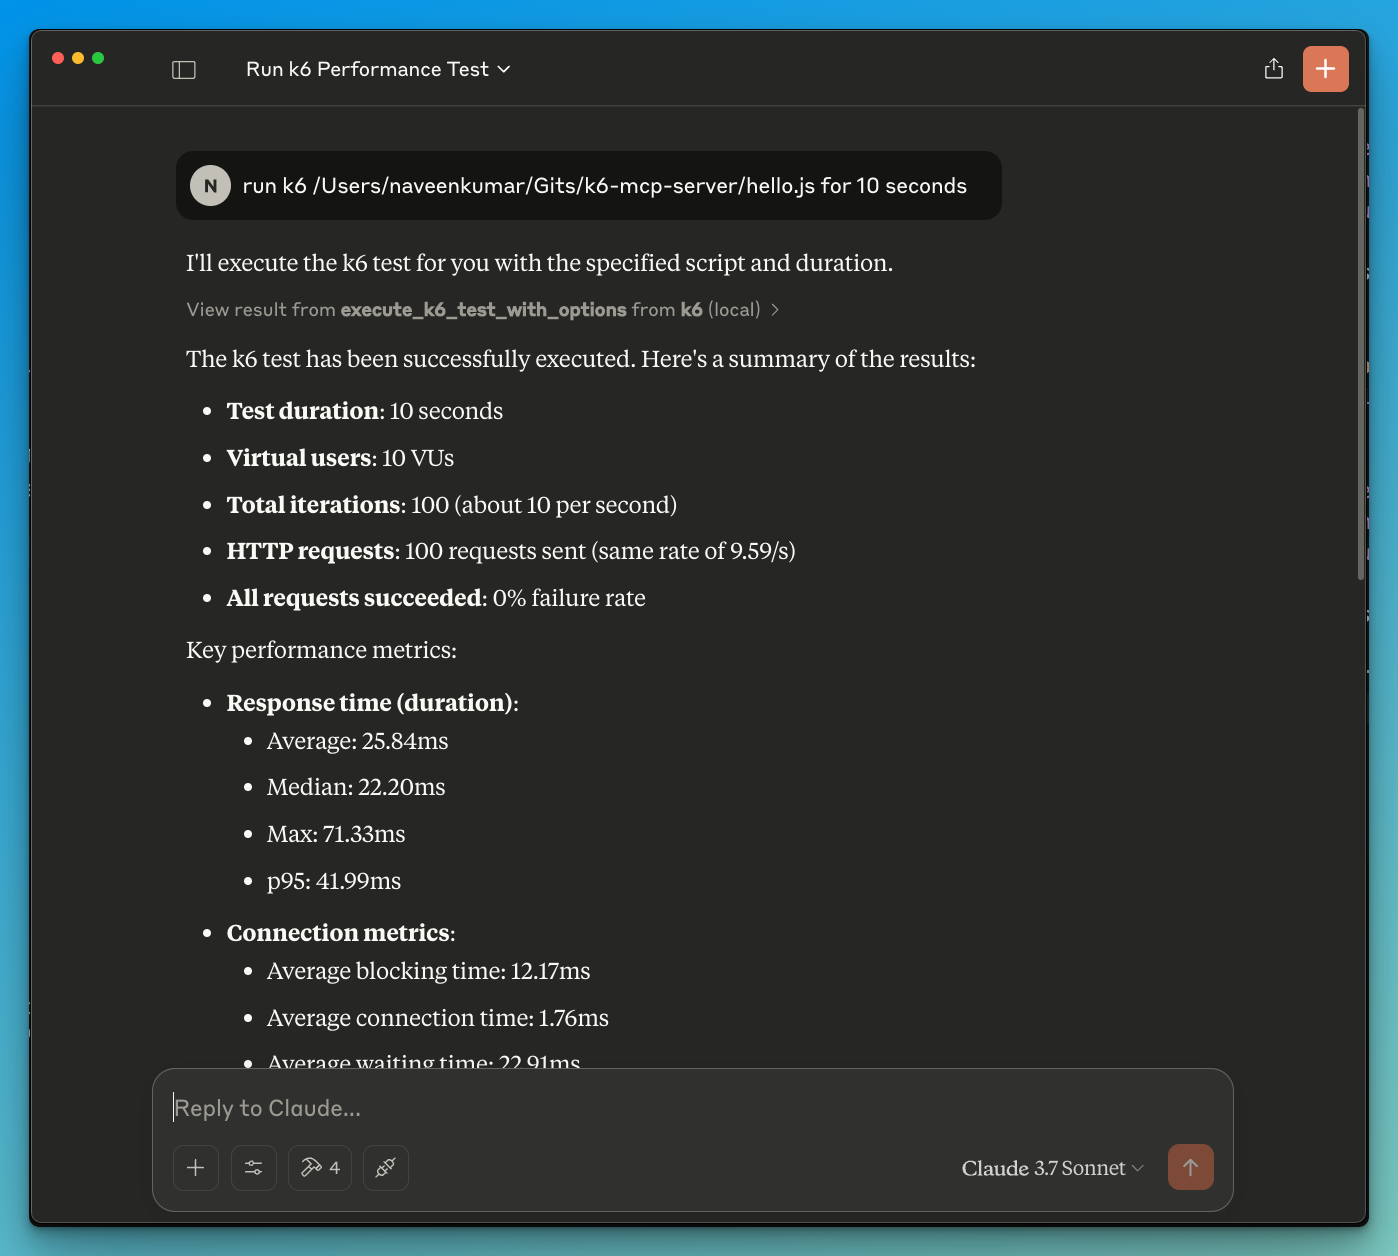 Run k6 Performance Test
N
run k6 /Users/naveenkumar/Gits/k6-mcp-server/hello.js for 10 seconds
I'll execute the k6 test for you with the specified script and duration.
View result from execute_k6_test_with_options from k6 (local)
The k6 test has been successfully executed. Here's a summary of the results:
Test duration: 10 seconds
Virtual users: 10 VUs
Total iterations: 100 (about 10 per second)
HTTP requests: 100 requests sent (same rate of 9.59/s)
All requests succeeded: 0% failure rate
Key performance metrics:
Response time (duration):
Average: 25.84ms
Median: 22.20ms
Max: 71.33ms
p95: 41.99ms
Connection metrics:
Average blocking time: 12.17ms
Average connection time: 1.76ms
Average waiting time: 22.91ms
Reply to Claude...
4
Claude 3.7 Sonnet